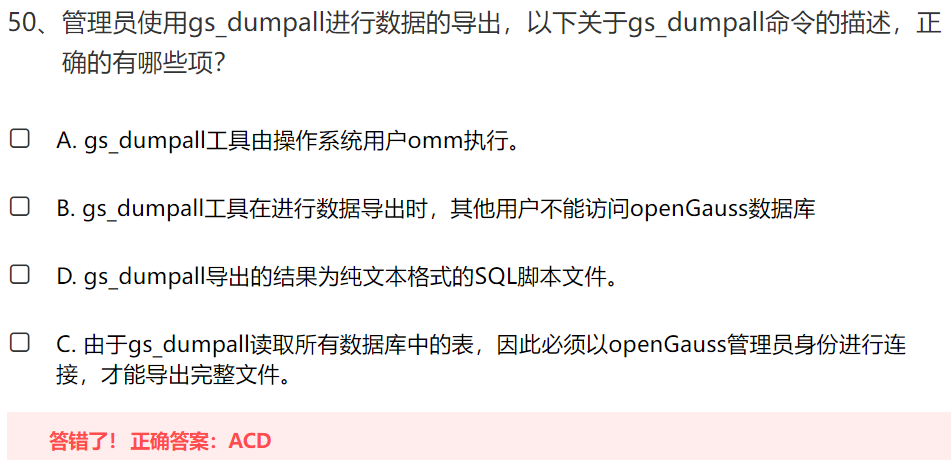 50、管理员使用gs_dumpall进行数据的导出，以下关于gs_dumpall命令的描述，正
确的有哪些项？
A. gs_dumpall工具由操作系统用户omm执行。
B. gs_dumpall工具在进行数据导出时，其他用户不能访问openGauss数据库
D. gs_dumpall导出的结果为纯文本格式的SQL脚本文件。
C. 由于gs_dumpall读取所有数据库中的表，因此必须以openGauss管理员身份进行连
接，才能导出完整文件。
答错了！正确答案：ACD